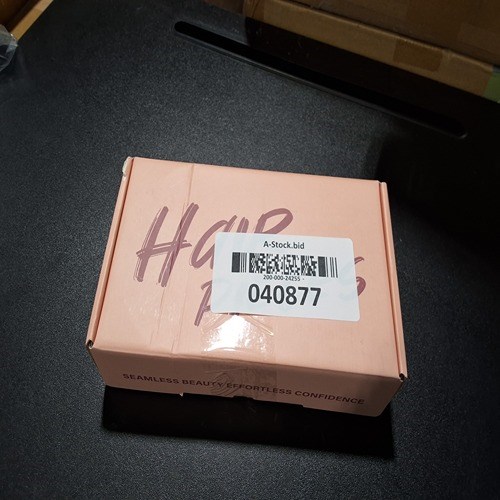 Hair
A-Stock.bid
200-000-24255 -
040877
SEAMLESS BEAUTY EFFORTLESS CONFIDENCE